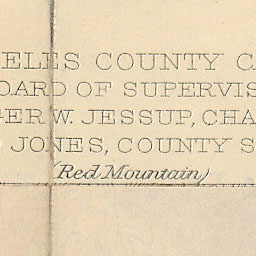 ELES COUNTY C
OARD OF SUPERVIS
GER W. JESSUP, CHA
JONES, COUNTY S
(Red Mountain)